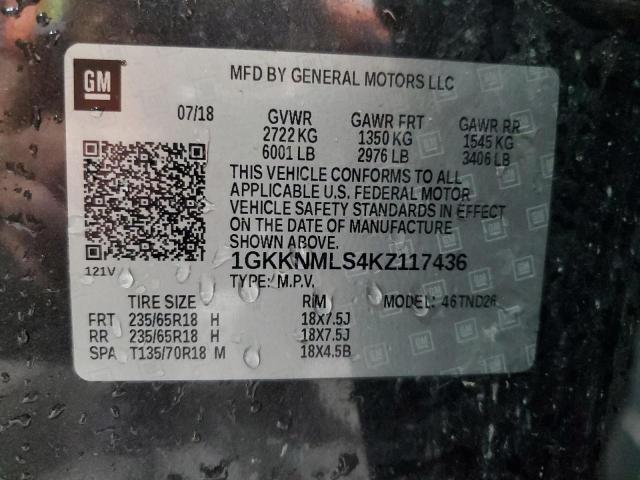 GM
MFD BY GENERAL MOTORS LLC
07/18 GVWR GAWR FRT GAWR RR
2722 KG 1350 KG 1545 KG
6001 LB 2976 LB 3406 LB
THIS VEHICLE CONFORMS TO ALL
APPLICABLE U.S. FEDERAL MOTOR
VEHICLE SAFETY STANDARDS IN EFFECT
ON THE DATE OF MANUFACTURE
SHOWN ABOVE.
1GKKNMLS4KZ117436
121V TYPE: M.P.V.
TIRE SIZE RIM MODEL: 46TND26
FRT 235/65R18 H 18X7.5J
RR 235/65R18 H 18X7.5J
SPA T135/70R18 M 18X4.5B